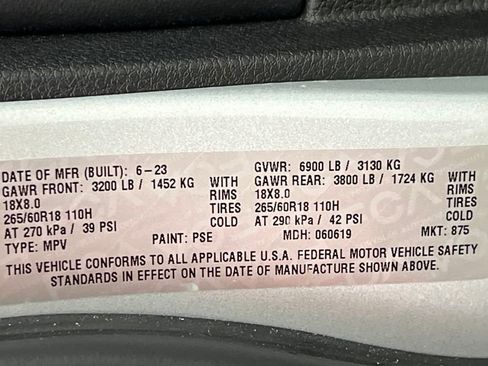 DATE OF MFR (BUILT): 6-23 GVWR: 6900 LB / 3130 KG
GAWR FRONT: 3200 LB / 1452 KG WITH GAWR REAR: 3800 LB / 1724 KG WITH
18X8.0 RIMS 18X8.0 RIMS
265/60R18 110H TIRES 265/60R18 110H TIRES
AT 270 kPa / 39 PSI COLD AT 290 kPa / 42 PSI COLD
TYPE: MPV PAINT: PSE MDH: 060619 MKT: 875
THIS VEHICLE CONFORMS TO ALL APPLICABLE U.S.A. FEDERAL MOTOR VEHICLE SAFETY
STANDARDS IN EFFECT ON THE DATE OF MANUFACTURE SHOWN ABOVE.